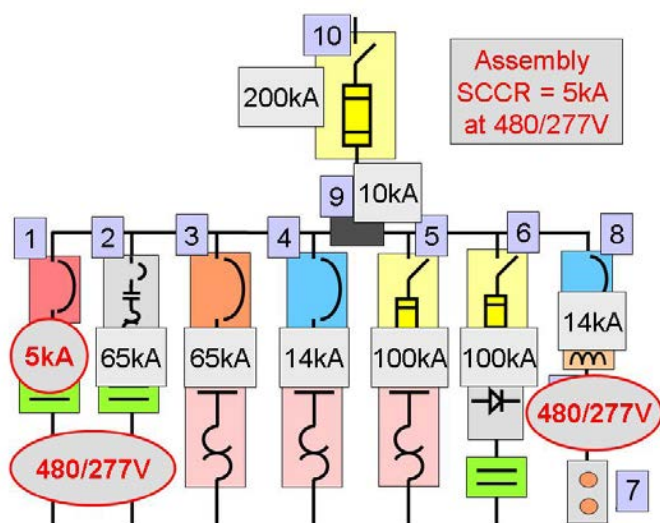 10
Assembly
SCCR = 5kA
at 480/277V
200kA
9
10kA
1
2
3
4
5
6
8
5kA
65kA
65kA
14kA
100kA
100kA
14kA
480/277V
480/277V
7